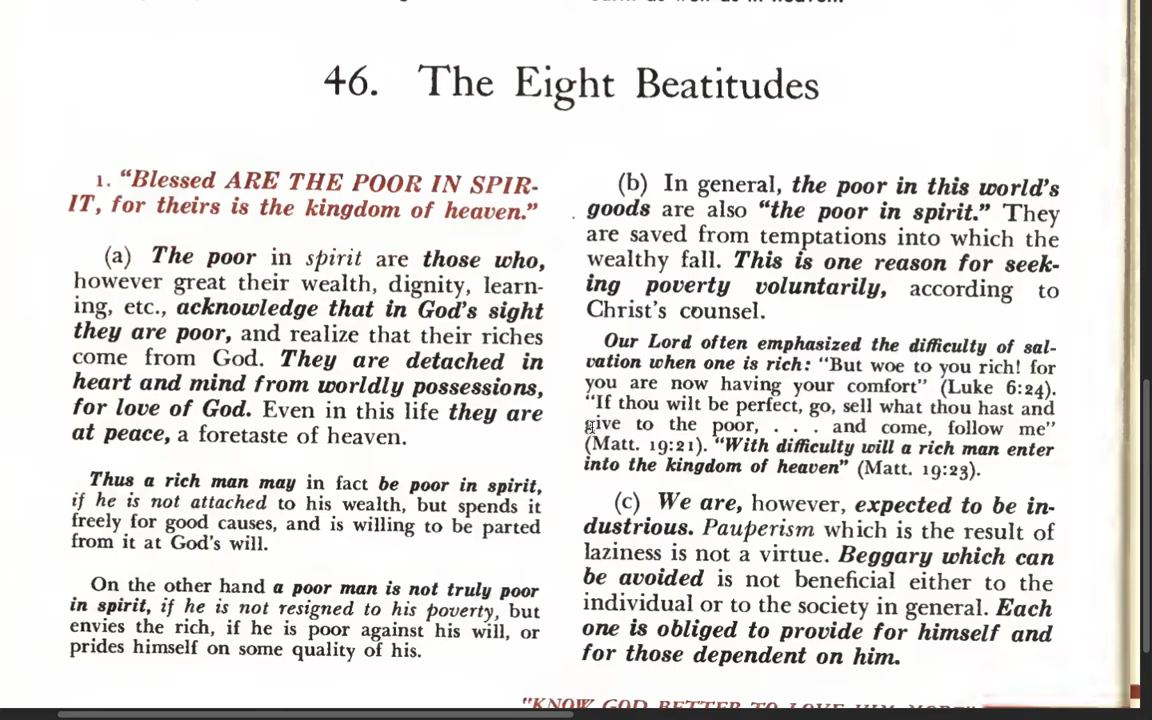 46. The Eight Beatitudes
1. “Blessed ARE THE POOR IN SPIR-
IT, for theirs is the kingdom of heaven.”
(a) The poor in spirit are those who,
however great their wealth, dignity, learn-
ing, etc., acknowledge that in God’s sight
they are poor, and realize that their riches
come from God. They are detached in
heart and mind from worldly possessions,
for love of God. Even in this life they are
at peace, a foretaste of heaven.
Thus a rich man may in fact be poor in spirit,
if he is not attached to his wealth, but spends it
freely for good causes, and is willing to be parted
from it at God’s will.
On the other hand a poor man is not truly poor
in spirit, if he is not resigned to his poverty, but
envies the rich, if he is poor against his will, or
prides himself on some quality of his.
(b) In general, the poor in this world’s
goods are also “the poor in spirit.” They
are saved from temptations into which the
wealthy fall. This is one reason for seek-
ing poverty voluntarily, according to
Christ’s counsel.
Our Lord often emphasized the difficulty of sal-
vation when one is rich: “But woe to you rich! for
you are now having your comfort” (Luke 6:24).
“If thou wilt be perfect, go, sell what thou hast and
give to the poor, . . . and come, follow me”
(Matt. 19:21). “With difficulty will a rich man enter
into the kingdom of heaven” (Matt. 19:23).
(c) We are, however, expected to be in-
dustrious. Pauperism which is the result of
laziness is not a virtue. Beggary which can
be avoided is not beneficial either to the
individual or to the society in general. Each
one is obliged to provide for himself and
for those dependent on him.
“KNOW GOD BETTER TO LOVE HIM MORE”